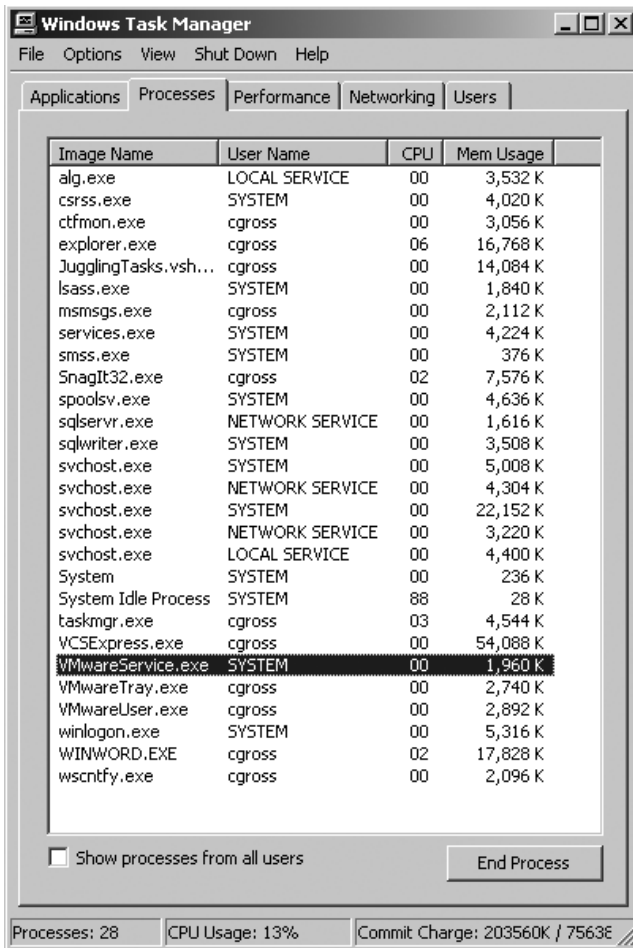 Windows Task Manager
File Options View Shut Down Help
Applications Processes Performance Networking Users
Image Name User Name CPU Mem Usage
alg.exe LOCAL SERVICE 00 3,532 K
csrss.exe SYSTEM 00 4,020 K
ctfmon.exe cgross 00 3,056 K
explorer.exe cgross 06 16,768 K
JugglingTasks.vsh... cgross 00 14,084 K
lsass.exe SYSTEM 00 1,840 K
msmsgs.exe cgross 00 2,112 K
services.exe SYSTEM 00 4,224 K
smss.exe SYSTEM 00 376 K
SnagIt32.exe cgross 02 7,576 K
spoolsv.exe SYSTEM 00 4,636 K
sqlservr.exe NETWORK SERVICE 00 1,616 K
sqlwriter.exe SYSTEM 00 3,508 K
svchost.exe SYSTEM 00 5,008 K
svchost.exe NETWORK SERVICE 00 4,304 K
svchost.exe SYSTEM 00 22,152 K
svchost.exe NETWORK SERVICE 00 3,220 K
svchost.exe LOCAL SERVICE 00 4,400 K
System SYSTEM 00 236 K
System Idle Process SYSTEM 88 28 K
taskmgr.exe cgross 03 4,544 K
VCSExpress.exe cgross 00 54,088 K
VMwareService.exe SYSTEM 00 1,960 K
VMwareTray.exe cgross 00 2,740 K
VMwareUser.exe cgross 00 2,892 K
winlogon.exe SYSTEM 00 5,316 K
WINWORD.EXE cgross 02 17,828 K
wscntfy.exe cgross 00 2,096 K
Show processes from all users End Process
Processes: 28 CPU Usage: 13% Commit Charge: 203560K / 75638